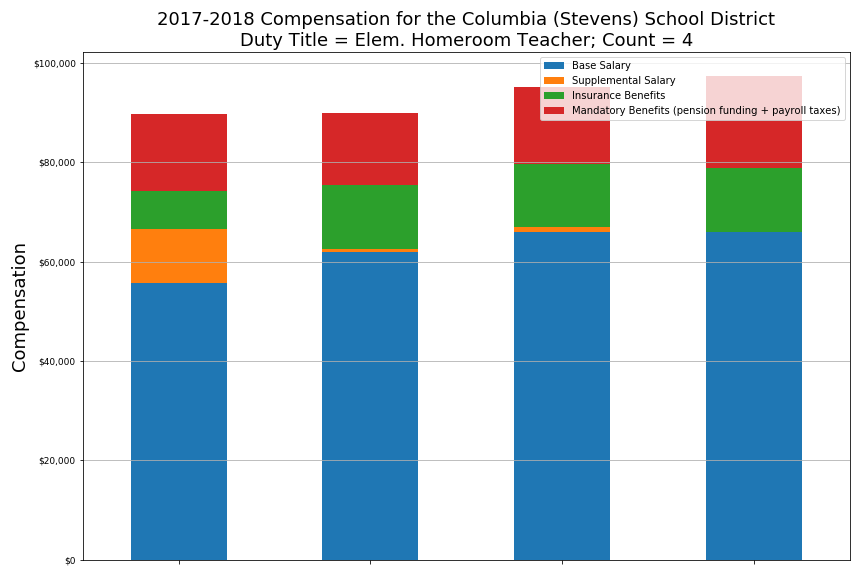 2017-2018 Compensation for the Columbia (Stevens) School District
Duty Title = Elem. Homeroom Teacher; Count = 4
$100,000
Base Salary
Supplemental Salary
Insurance Benefits
Mandatory Benefits (pension funding + payroll taxes)
$80,000
$60,000
Compensation
$40,000
$20,000
$0